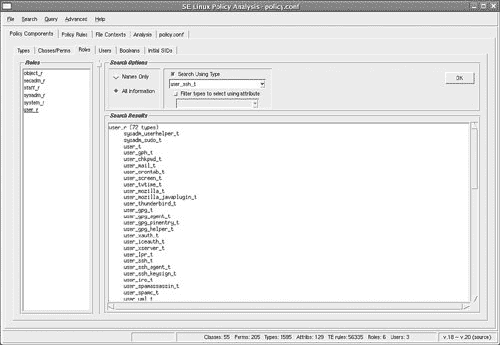 SE Linux Policy Analysis - policy.conf
File Search Query Advanced Help
Policy Components Policy Rules File Contexts Analysis policy.conf
Types Classes/Perms Roles Users Booleans Initial SIDs
Roles
object_r
secadm_r
staff_r
sysadm_r
system_r
user_r
Search Options
Names Only
All Information
Search Using Type
user_ssh_t
Filter types to select using attribute
OK
Search Results
user_r (72 types)
sysadm_userhelper_t
sysadm_sudo_t
user_t
user_gph_t
user_chkpwd_t
user_mail_t
user_crontab_t
user_screen_t
user_tvtime_t
user_mozilla_t
user_mozilla_javaplugin_t
user_thunderbird_t
user_gpg_t
user_gpg_agent_t
user_gpg_pinentry_t
user_gpg_helper_t
user_xauth_t
user_iceauth_t
user_xserver_t
user_lpr_t
user_ssh_t
user_ssh_agent_t
user_ssh_keysign_t
user_irc_t
user_spamassassin_t
user_spamc_t
user_uml_t
Classes: 55 Perms: 205 Types: 1585 Attribs: 129 TE rules: 56335 Roles: 6 Users: 3
v.18 - v.20 (source)